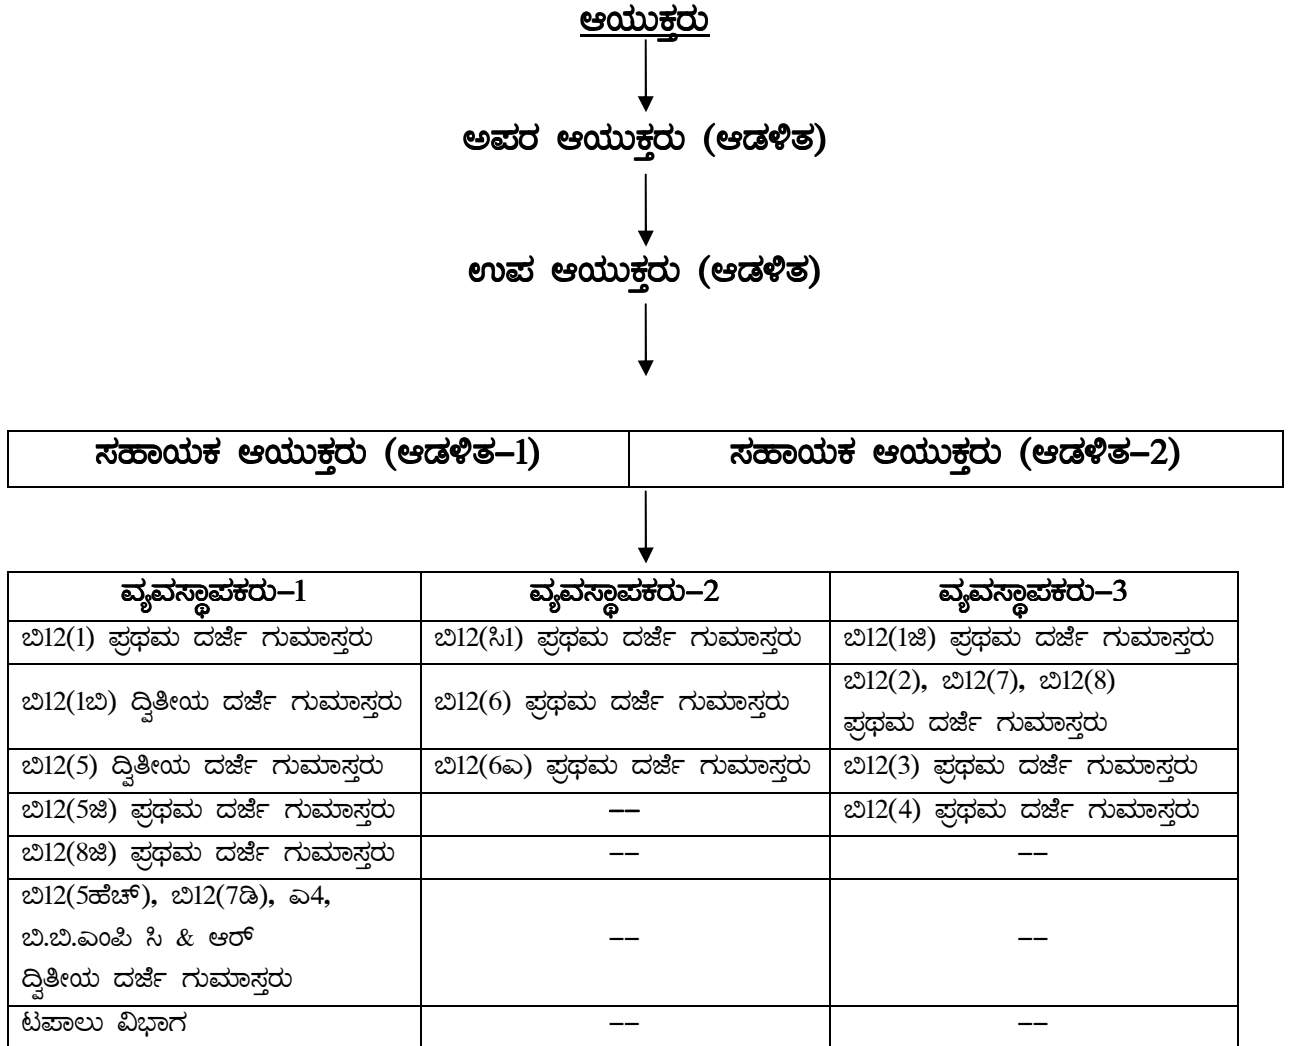 ಆಯುಕ್ತರು
ಅಪರ ಆಯುಕ್ತರು (ಆಡಳಿತ)
ಉಪ ಆಯುಕ್ತರು (ಆಡಳಿತ)
ಸಹಾಯಕ ಆಯುಕ್ತರು (ಆಡಳಿತ–1) ಸಹಾಯಕ ಆಯುಕ್ತರು (ಆಡಳಿತ–2)
ವ್ಯವಸ್ಥಾಪಕರು–1 ವ್ಯವಸ್ಥಾಪಕರು–2 ವ್ಯವಸ್ಥಾಪಕರು–3
ಬಿ12(1) ಪ್ರಥಮ ದರ್ಜೆ ಗುಮಾಸ್ತರು ಬಿ12(ಸಿ1) ಪ್ರಥಮ ದರ್ಜೆ ಗುಮಾಸ್ತರು ಬಿ12(1ಜಿ) ಪ್ರಥಮ ದರ್ಜೆ ಗುಮಾಸ್ತರು
ಬಿ12(1ಬಿ) ದ್ವಿತೀಯ ದರ್ಜೆ ಗುಮಾಸ್ತರು ಬಿ12(6) ಪ್ರಥಮ ದರ್ಜೆ ಗುಮಾಸ್ತರು ಬಿ12(2), ಬಿ12(7), ಬಿ12(8)
ಪ್ರಥಮ ದರ್ಜೆ ಗುಮಾಸ್ತರು
ಬಿ12(5) ದ್ವಿತೀಯ ದರ್ಜೆ ಗುಮಾಸ್ತರು ಬಿ12(6ಎ) ಪ್ರಥಮ ದರ್ಜೆ ಗುಮಾಸ್ತರು ಬಿ12(3) ಪ್ರಥಮ ದರ್ಜೆ ಗುಮಾಸ್ತರು
ಬಿ12(5ಜಿ) ಪ್ರಥಮ ದರ್ಜೆ ಗುಮಾಸ್ತರು –– ಬಿ12(4) ಪ್ರಥಮ ದರ್ಜೆ ಗುಮಾಸ್ತರು
ಬಿ12(8ಜಿ) ಪ್ರಥಮ ದರ್ಜೆ ಗುಮಾಸ್ತರು –– ––
ಬಿ12(5ಹೆಚ್), ಬಿ12(7ಡಿ), ಎ4,
ಬಿ.ಬಿ.ಎಂಪಿ ಸಿ & ಆರ್ –– ––
ದ್ವಿತೀಯ ದರ್ಜೆ ಗುಮಾಸ್ತರು
ಟಪಾಲು ವಿಭಾಗ –– ––